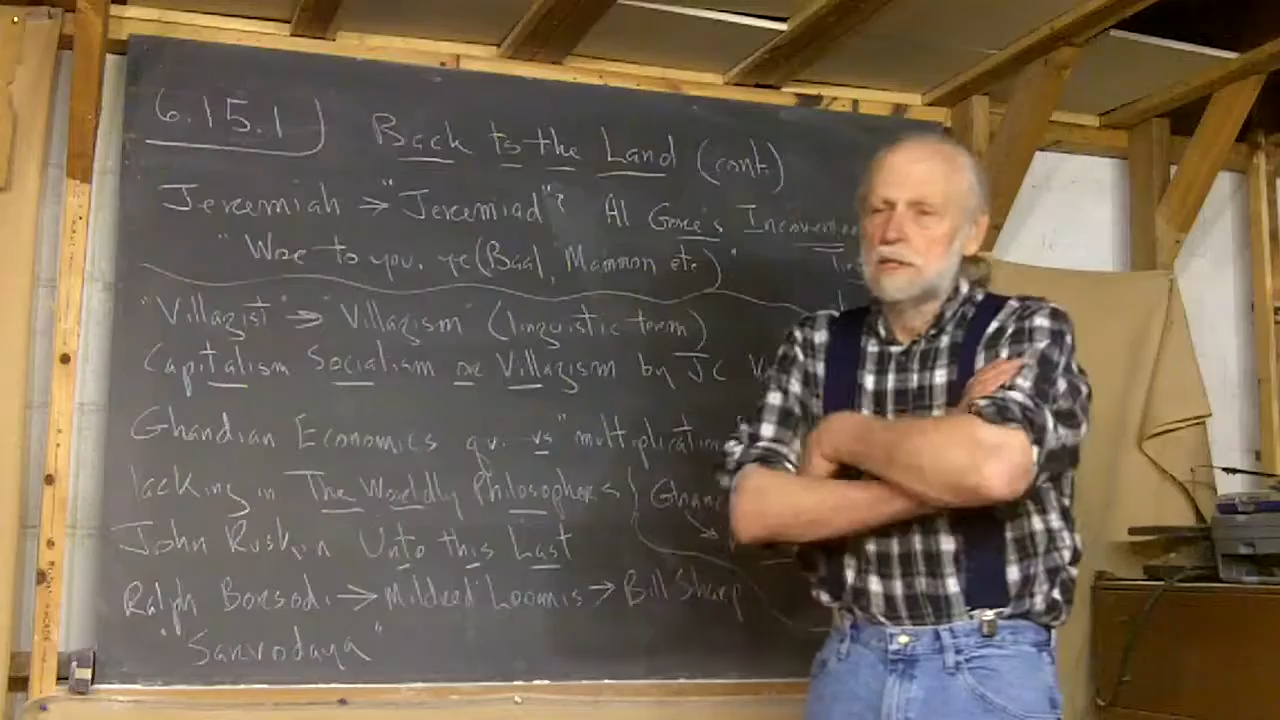 6.15.1) Back to the Land (cont)
Jeremiah → "Jeremiad"? Al Gore's Inconvenien
"Woe to you, ye (Baal, Mammon etc)"
"Villagist" → "Villagism" (linguistic term)
Capitalism Socialism or Villagism by JC
Ghandian Economics qv. vs "multiplication
lacking in The Worldly Philosophers
John Ruskin Unto this Last
Ralph Borsodi → Mildred Loomis → Bill Sharp
"Sarvodaya"